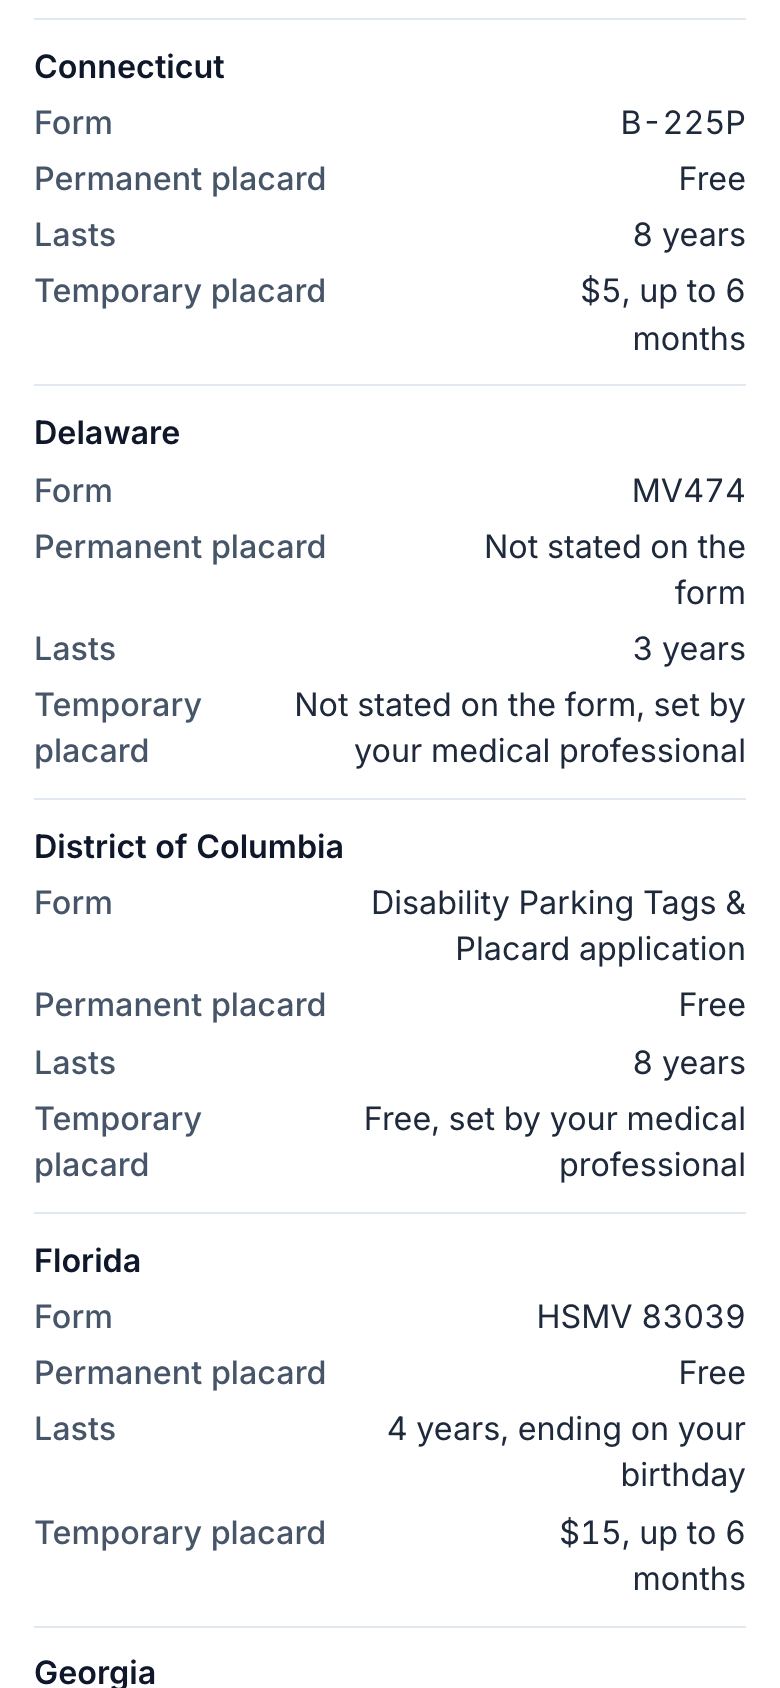 Connecticut
Form B-225P
Permanent placard Free
Lasts 8 years
Temporary placard $5, up to 6
months
Delaware
Form MV474
Permanent placard Not stated on the
form
Lasts 3 years
Temporary Not stated on the form, set by
placard your medical professional
District of Columbia
Form Disability Parking Tags &
Placard application
Permanent placard Free
Lasts 8 years
Temporary Free, set by your medical
placard professional
Florida
Form HSMV 83039
Permanent placard Free
Lasts 4 years, ending on your
birthday
Temporary placard $15, up to 6
months
Georgia